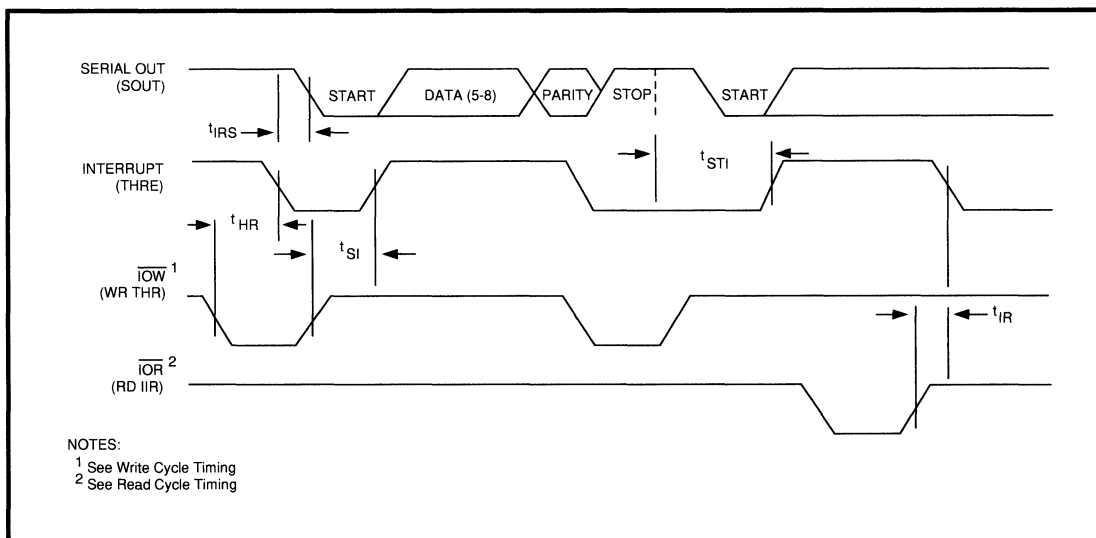 SERIAL OUT
(SOUT)
START
DATA (5-8)
PARITY
STOP
START
tIRS
tSTI
INTERRUPT
(THRE)
tHR
tSI
IOW 1
(WR THR)
tIR
IOR 2
(RD IIR)
NOTES:
1 See Write Cycle Timing
2 See Read Cycle Timing